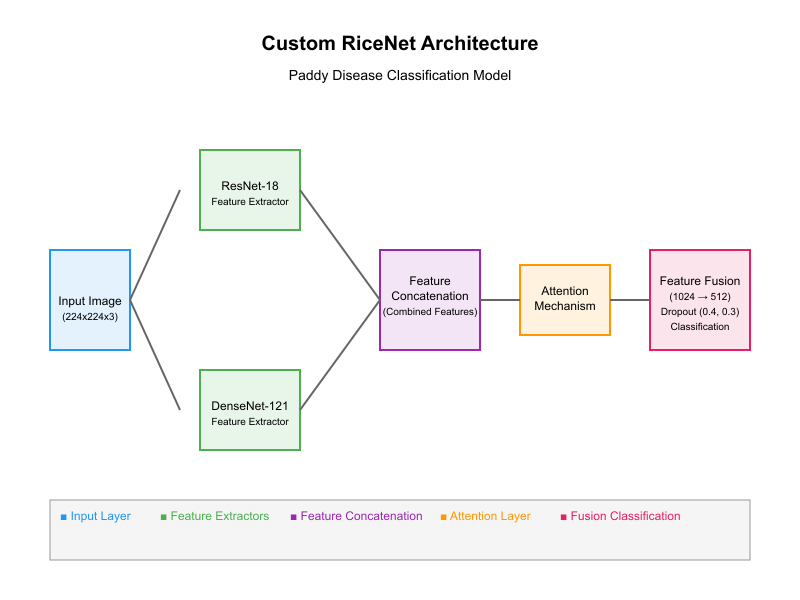 Custom RiceNet Architecture
Paddy Disease Classification Model
ResNet-18
Feature Extractor
Input Image
(224x224x3)
DenseNet-121
Feature Extractor
Feature
Concatenation
(Combined Features)
Attention
Mechanism
Feature Fusion
(1024 → 512)
Dropout (0.4, 0.3)
Classification
■ Input Layer
■ Feature Extractors
■ Feature Concatenation
■ Attention Layer
■ Fusion Classification